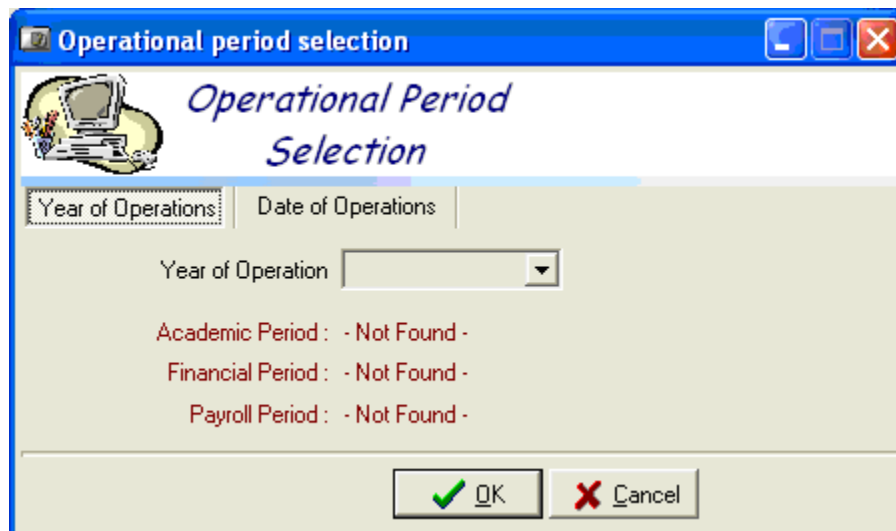 Operational period selection
Operational Period
Selection
Year of Operations
Date of Operations
Year of Operation
Academic Period : - Not Found -
Financial Period : - Not Found -
Payroll Period : - Not Found -
OK
Cancel